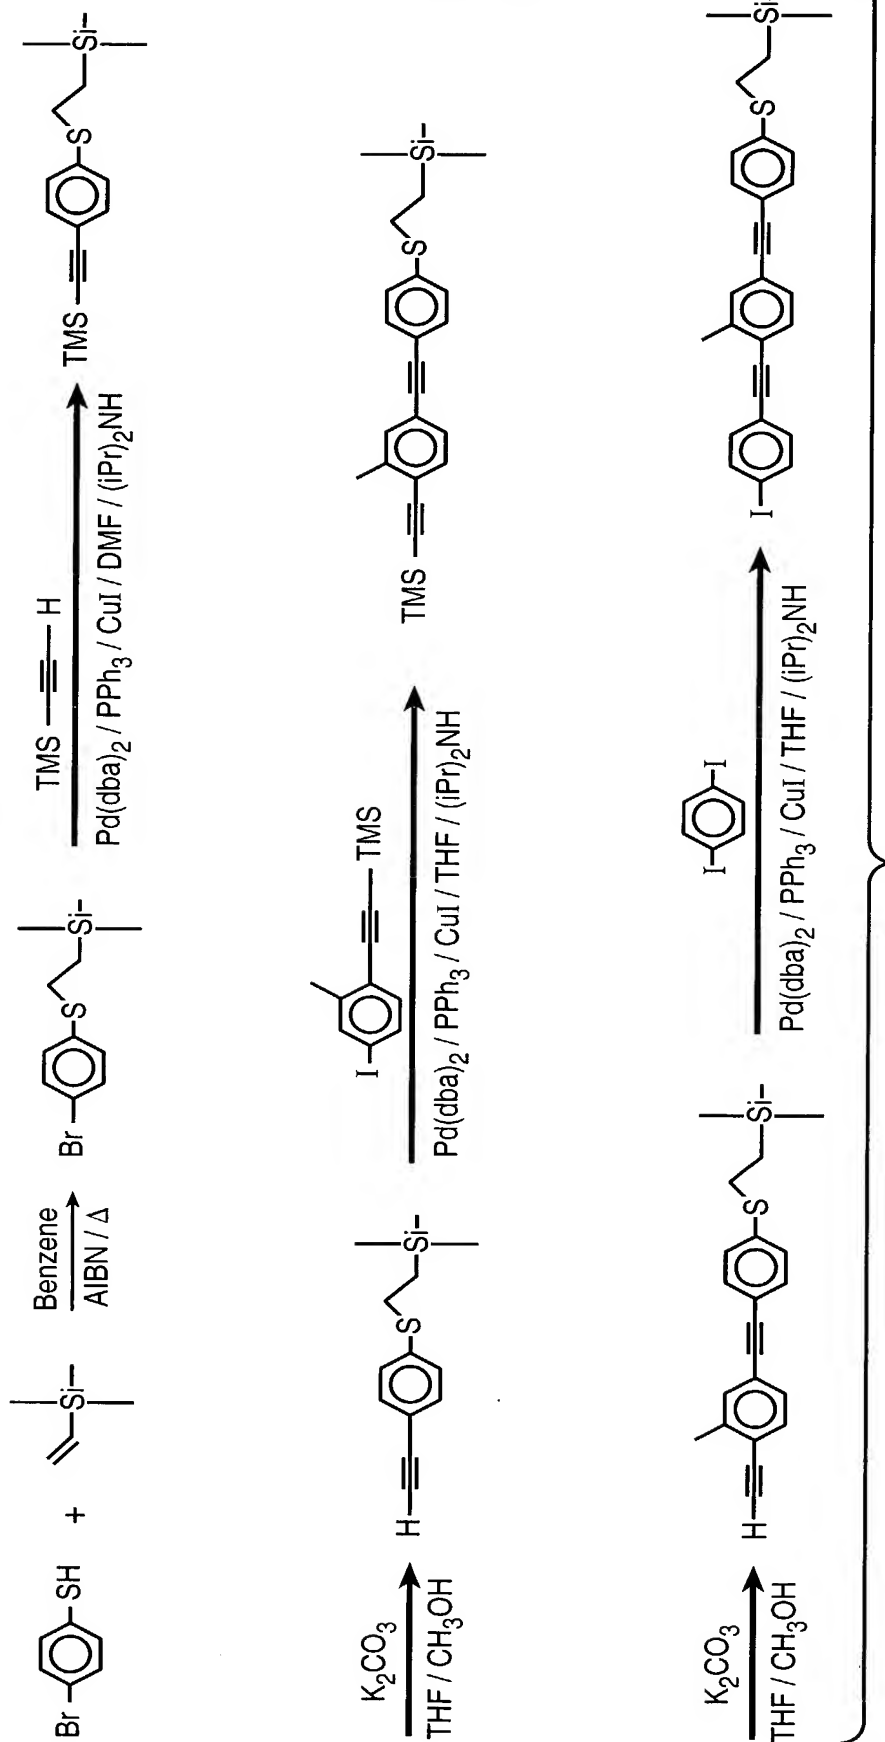 Br SH + Si Benzene Br S Si TMS H TMS S Si
AIBN / Δ Pd(dba)2 / PPh3 / CuI / DMF / (iPr)2NH
K2CO3 H S Si I TMS TMS S Si
THF / CH3OH Pd(dba)2 / PPh3 / CuI / THF / (iPr)2NH
K2CO3 H S Si I I I S Si
THF / CH3OH Pd(dba)2 / PPh3 / CuI / THF / (iPr)2NH